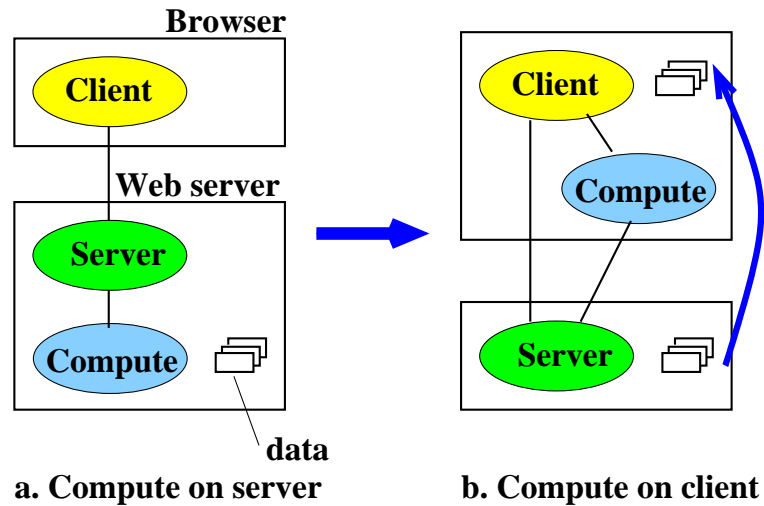 Browser
Client
Web server
Server
Compute
data
a. Compute on server
Client
Compute
Server
b. Compute on client